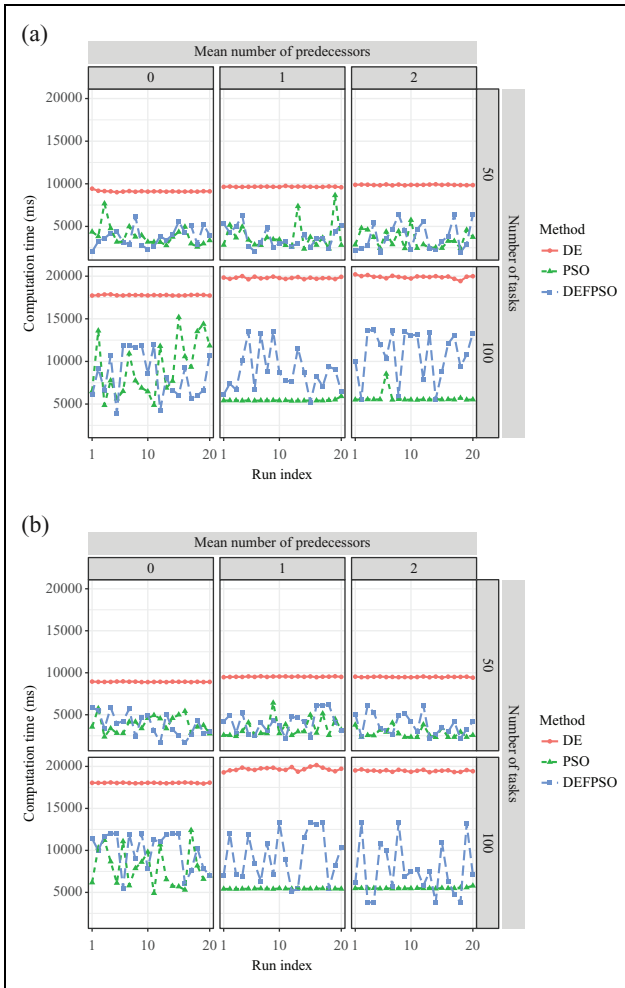 (a)
Mean number of predecessors
0 1 2
20000
15000
10000
5000
50
20000
15000
10000
5000
100
Computation time (ms)
Number of tasks
1 10 20 1 10 20 1 10 20
Run index
Method
DE
PSO
DEFPSO
(b)
Mean number of predecessors
0 1 2
20000
15000
10000
5000
50
20000
15000
10000
5000
100
Computation time (ms)
Number of tasks
1 10 20 1 10 20 1 10 20
Run index
Method
DE
PSO
DEFPSO